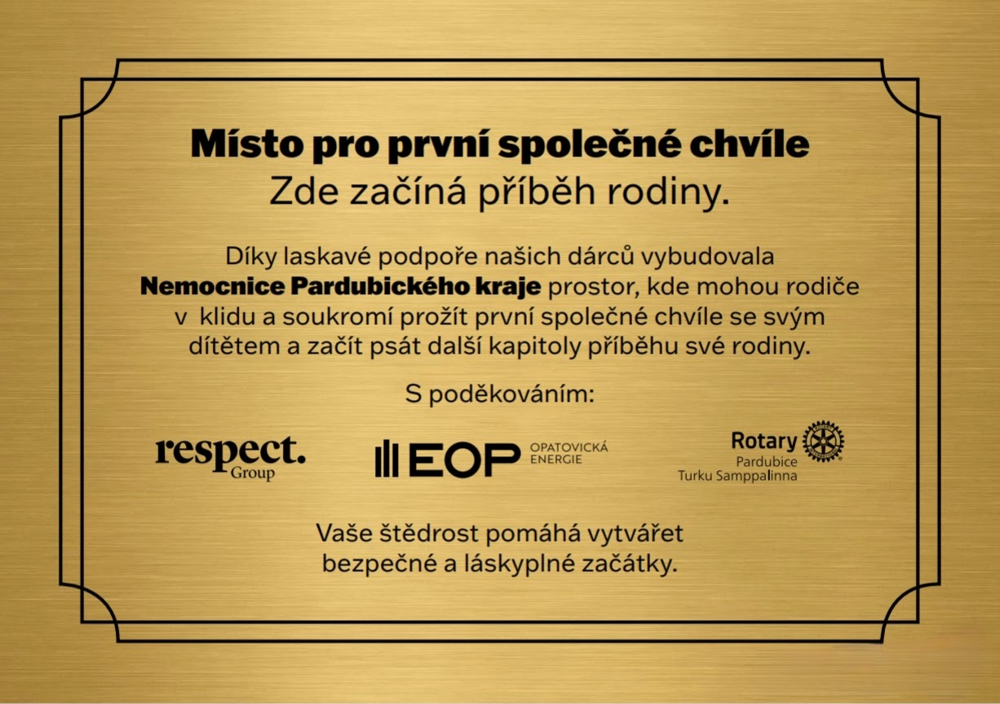 Místo pro první společné chvíle
Zde začíná příběh rodiny.
Díky laskavé podpoře našich dárců vybudovala
Nemocnice Pardubického kraje prostor, kde mohou rodiče
v klidu a soukromí prožít první společné chvíle se svým
dítětem a začít psát další kapitoly příběhu své rodiny.
S poděkováním:
respect.
Group
EOP
OPATOVICKÁ
ENERGIE
Rotary
Pardubice
Turku Samppalinna
Vaše štědrost pomáhá vytvářet
bezpečné a láskyplné začátky.